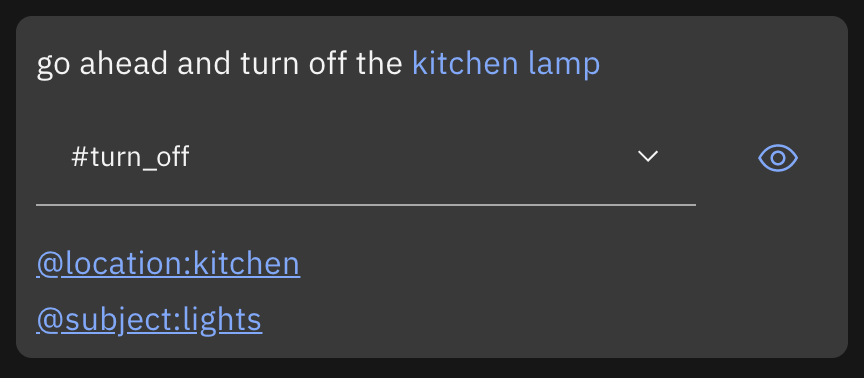 go ahead and turn off the kitchen lamp
#turn_off
@location:kitchen
@subject:lights